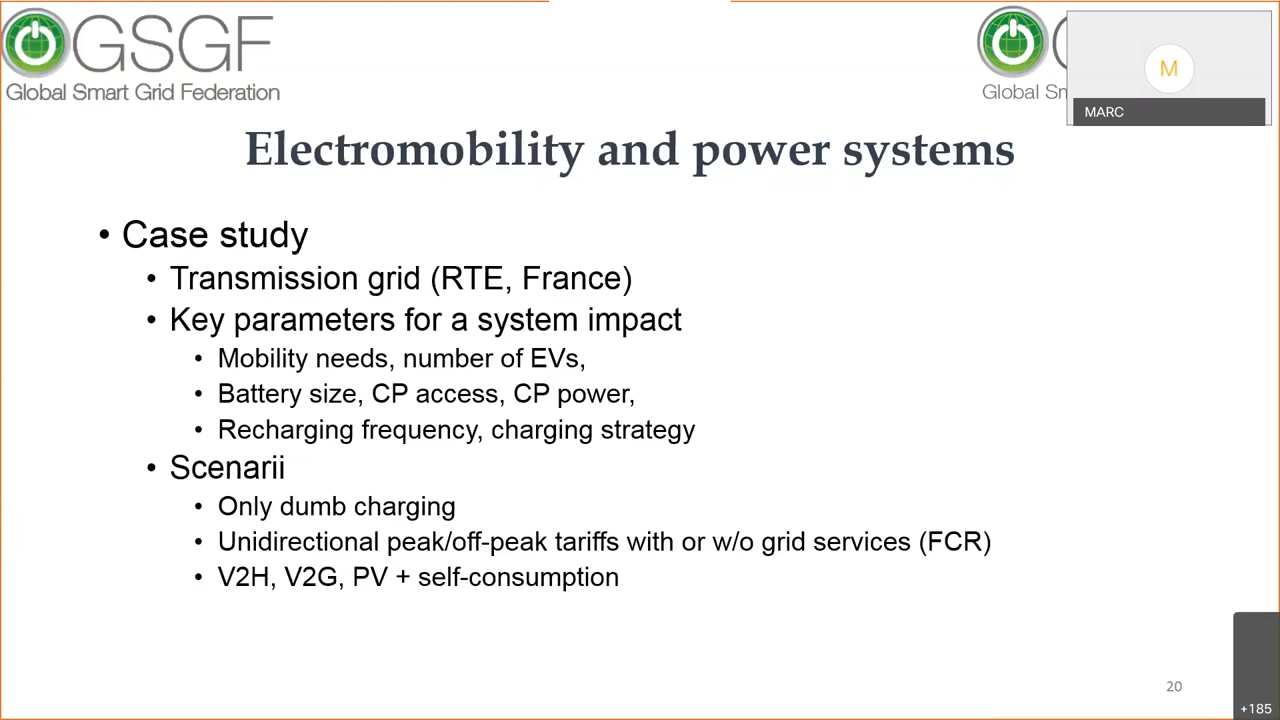 GSGF
Global Smart Grid Federation
Global Sm
M
MARC
Electromobility and power systems
• Case study
• Transmission grid (RTE, France)
• Key parameters for a system impact
• Mobility needs, number of EVs,
• Battery size, CP access, CP power,
• Recharging frequency, charging strategy
• Scenarii
• Only dumb charging
• Unidirectional peak/off-peak tariffs with or w/o grid services (FCR)
• V2H, V2G, PV + self-consumption
20
+185